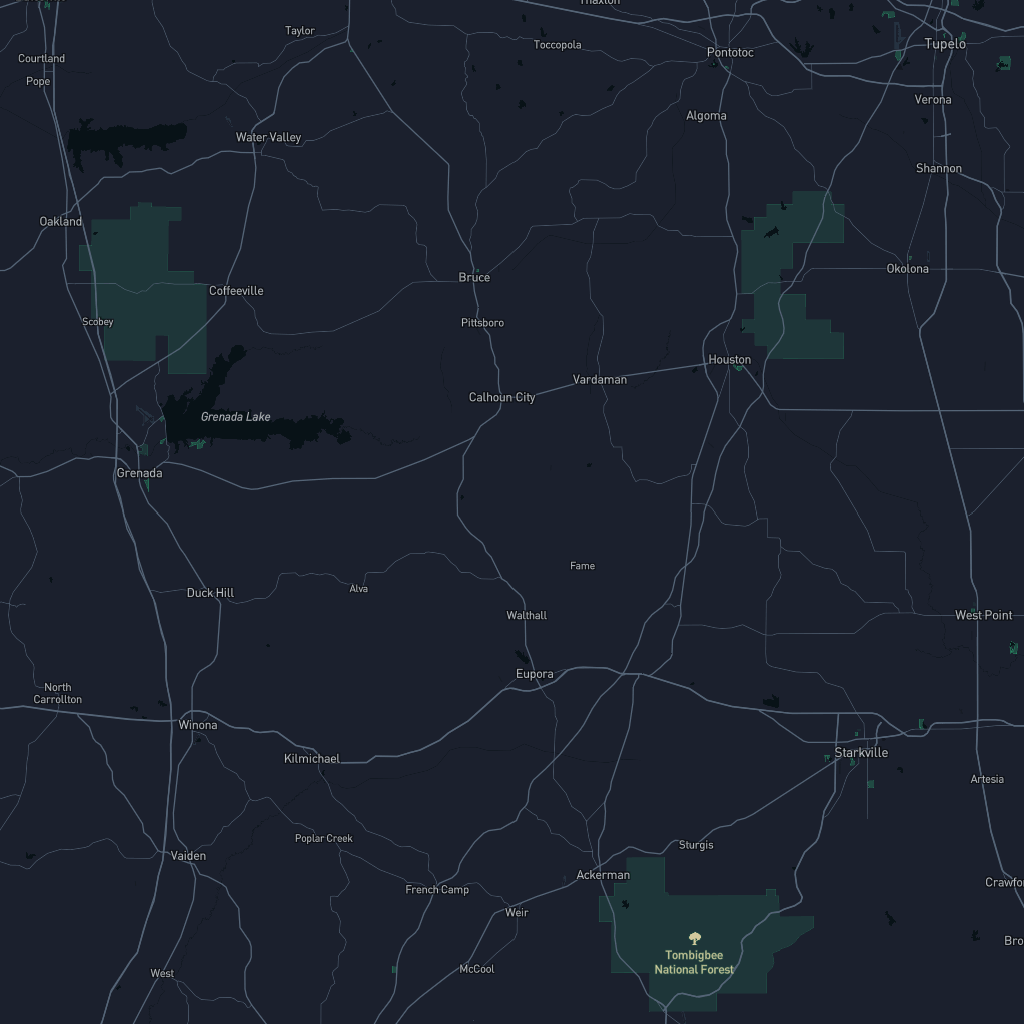 Thaxton
Taylor
Toccopola
Tupelo
Pontotoc
Courtland
Pope
Verona
Algoma
Water Valley
Shannon
Oakland
Okolona
Bruce
Coffeeville
Scobey
Pittsboro
Houston
Vardaman
Calhoun City
Grenada Lake
Grenada
Fame
Alva
Duck Hill
Walthall
West Point
Eupora
North
Carrollton
Winona
Starkville
Kilmichael
Artesia
Poplar Creek
Sturgis
Vaiden
Ackerman
French Camp
Crawfor
Weir
Bro
Tombigbee
National Forest
McCool
West